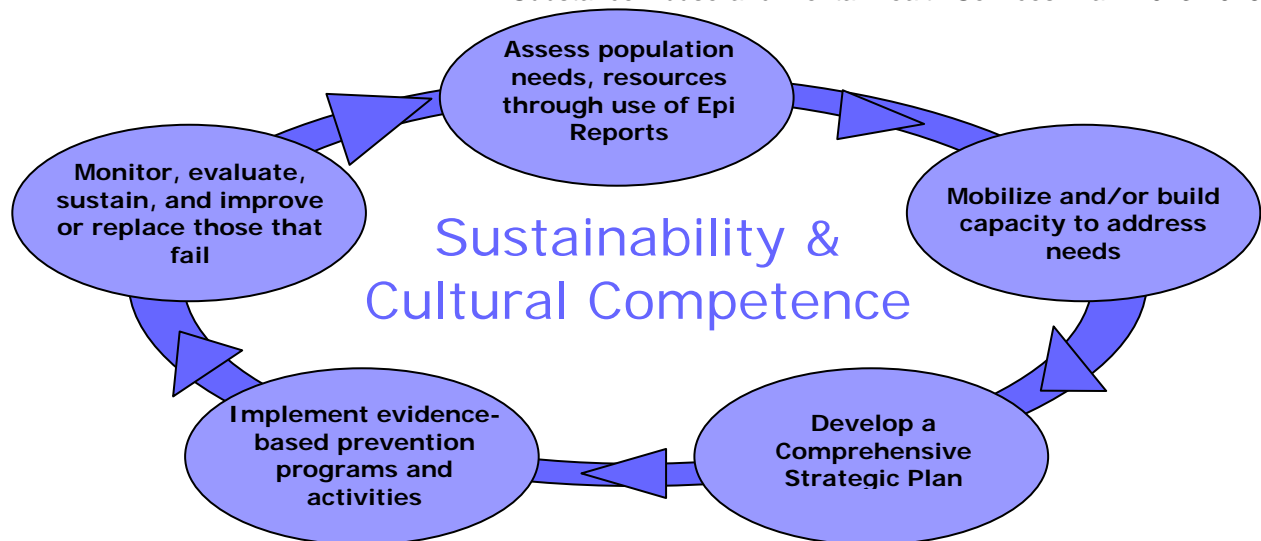 Assess population
needs, resources
through use of Epi
Reports
Mobilize and/or build
capacity to address
needs
Develop a
Comprehensive
Strategic Plan
Implement evidence-
based prevention
programs and
activities
Monitor, evaluate,
sustain, and improve
or replace those that
fail
Sustainability &
Cultural Competence